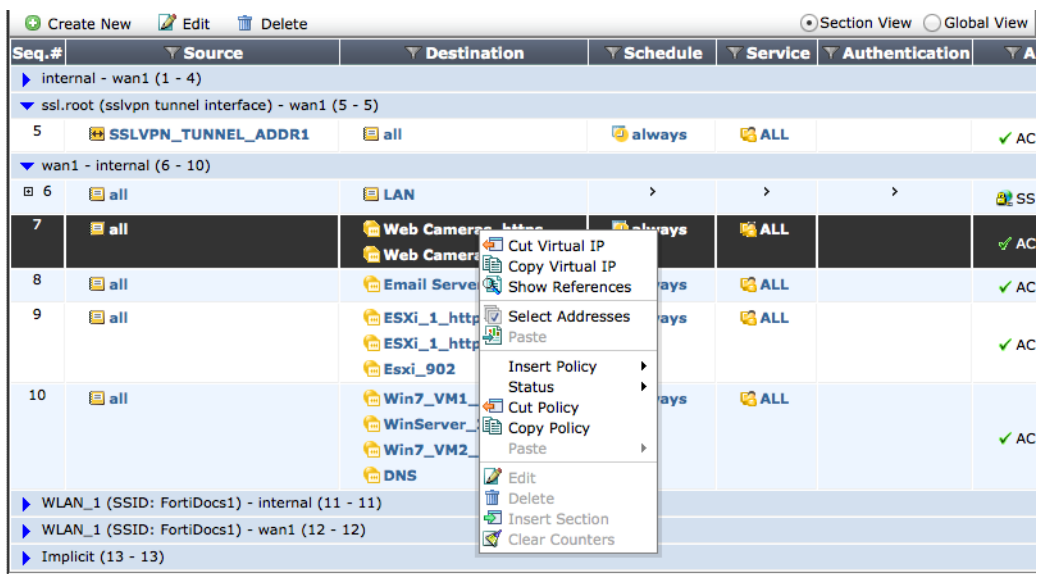 Create New Edit Delete Section View Global View
Seq.# Source Destination Schedule Service Authentication A
internal - wan1 (1 - 4)
ssl.root (sslvpn tunnel interface) - wan1 (5 - 5)
5 SSLVPN_TUNNEL_ADDR1 all always ALL AC
wan1 - internal (6 - 10)
6 all LAN > > > SS
7 all Web Cameras_https always ALL AC
Web Camera
8 all Email Serve ays ALL AC
9 all ESXi_1_http ays ALL AC
ESXi_1_http
Esxi_902
10 all Win7_VM1_ ays ALL AC
WinServer_
Win7_VM2_
DNS
WLAN_1 (SSID: FortiDocs1) - internal (11 - 11)
WLAN_1 (SSID: FortiDocs1) - wan1 (12 - 12)
Implicit (13 - 13)
Cut Virtual IP
Copy Virtual IP
Show References
Select Addresses
Paste
Insert Policy
Status
Cut Policy
Copy Policy
Paste
Edit
Delete
Insert Section
Clear Counters